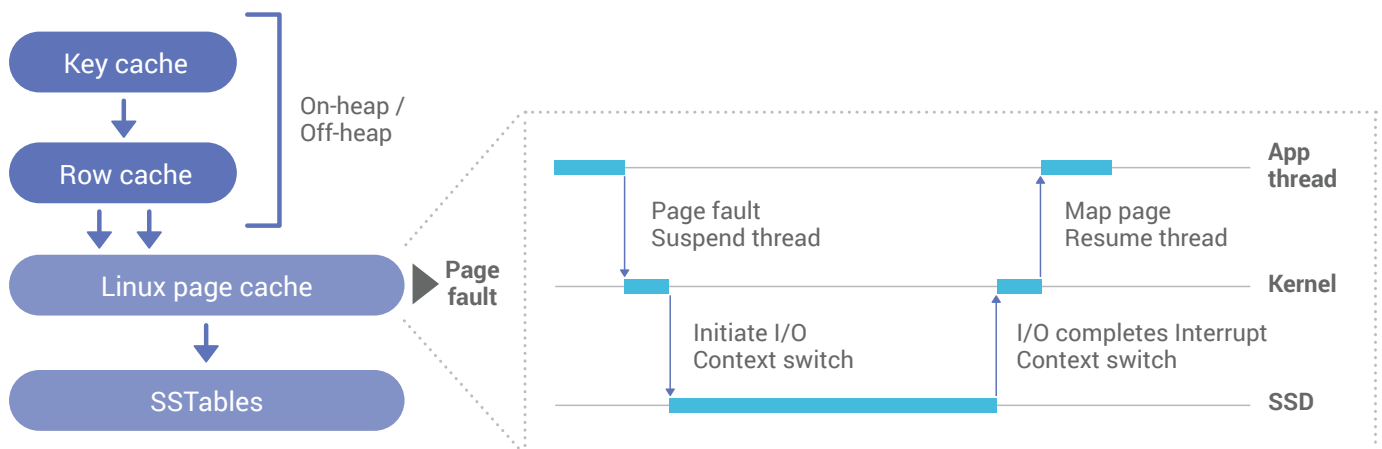 Key cache
On-heap /
Off-heap
Row cache
Linux page cache
SSTables
Page
fault
App
thread
Page fault
Suspend thread
Map page
Resume thread
Kernel
Initiate I/O
Context switch
I/O completes Interrupt
Context switch
SSD